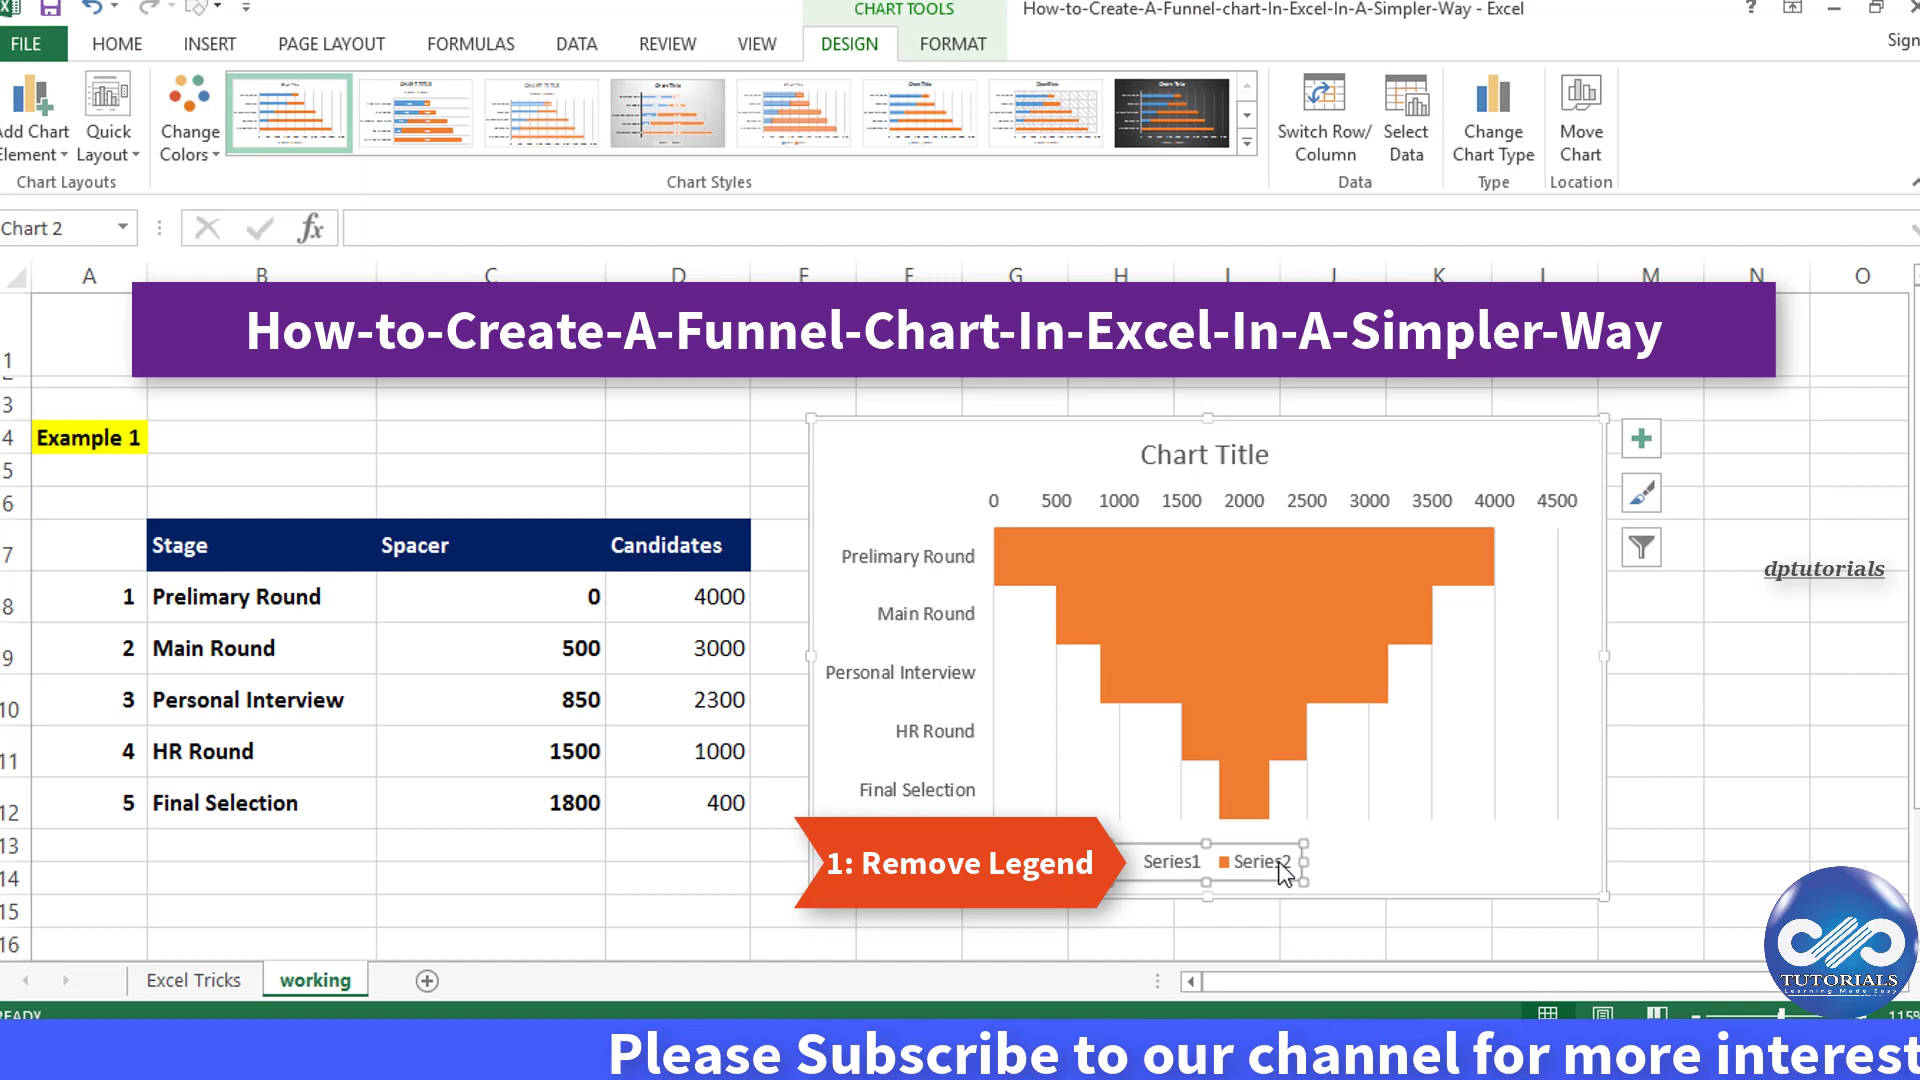 CHART TOOLS
How-to-Create-A-Funnel-chart-In-Excel-In-A-Simpler-Way - Excel
?
FILE HOME INSERT PAGE LAYOUT FORMULAS DATA REVIEW VIEW DESIGN FORMAT Sign
Add Chart Element
Quick Layout
Change Colors
Switch Row/ Column
Select Data
Change Chart Type
Move Chart
Chart Layouts
Chart Styles
Data
Type
Location
Chart 2
fx
A B C D E F G H I J K L M N O
How-to-Create-A-Funnel-Chart-In-Excel-In-A-Simpler-Way
1
3
4 Example 1
5
6
7 Stage Spacer Candidates
8 1 Prelimary Round 0 4000
9 2 Main Round 500 3000
10 3 Personal Interview 850 2300
11 4 HR Round 1500 1000
12 5 Final Selection 1800 400
13
14
15
16
Chart Title
0 500 1000 1500 2000 2500 3000 3500 4000 4500
Prelimary Round
Main Round
Personal Interview
HR Round
Final Selection
1: Remove Legend
Series1 Series2
dptutorials
TUTORIALS
Learning Made Easy
Excel Tricks working
READY
115%
Please Subscribe to our channel for more interest